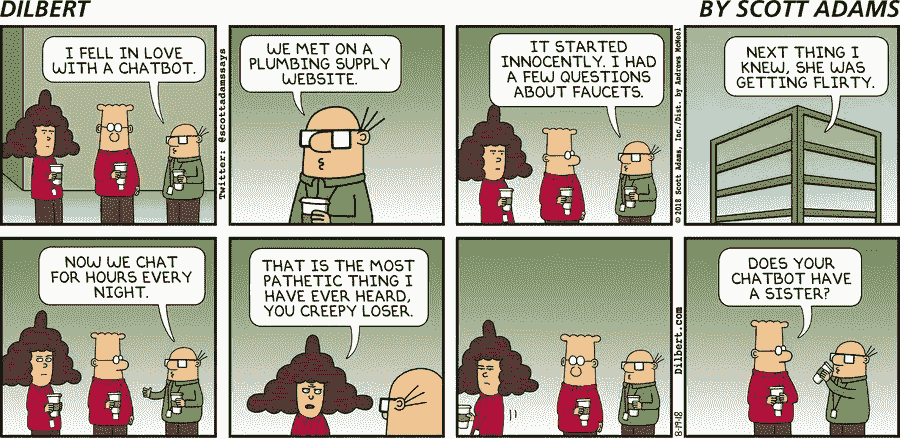 DILBERT
BY SCOTT ADAMS
I FELL IN LOVE
WITH A CHATBOT.
Twitter: @scottadamssays
WE MET ON A
PLUMBING SUPPLY
WEBSITE.
IT STARTED
INNOCENTLY. I HAD
A FEW QUESTIONS
ABOUT FAUCETS.
© 2018 Scott Adams, Inc./Dist. by Andrews McMeel
NEXT THING I
KNEW, SHE WAS
GETTING FLIRTY.
NOW WE CHAT
FOR HOURS EVERY
NIGHT.
THAT IS THE MOST
PATHETIC THING I
HAVE EVER HEARD,
YOU CREEPY LOSER.
8-19-18
Dilbert.com
DOES YOUR
CHATBOT HAVE
A SISTER?